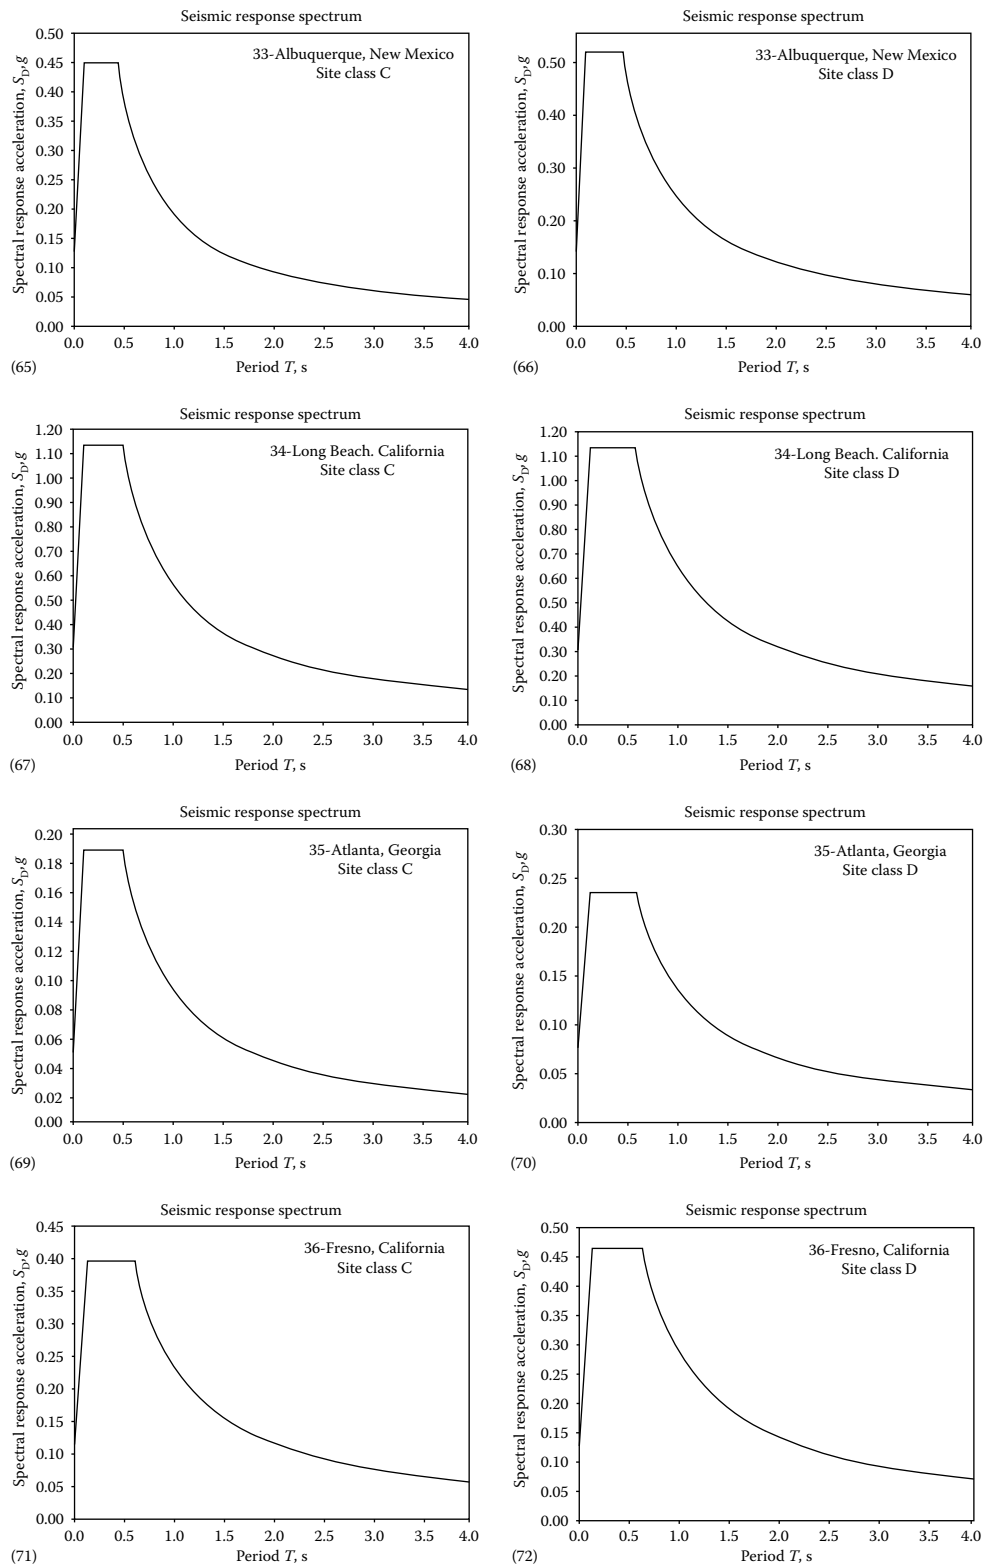 Seismic response spectrum
33-Albuquerque, New Mexico
Site class C
Spectral response acceleration, S_D, g
0.50
0.45
0.40
0.35
0.30
0.25
0.20
0.15
0.10
0.05
0.00
0.0 0.5 1.0 1.5 2.0 2.5 3.0 3.5 4.0
Period T, s
(65)
Seismic response spectrum
33-Albuquerque, New Mexico
Site class D
Spectral response acceleration, S_D, g
0.50
0.40
0.30
0.20
0.10
0.00
0.0 0.5 1.0 1.5 2.0 2.5 3.0 3.5 4.0
Period T, s
(66)
Seismic response spectrum
34-Long Beach. California
Site class C
Spectral response acceleration, S_D, g
1.20
1.10
1.00
0.90
0.80
0.70
0.60
0.50
0.40
0.30
0.20
0.10
0.00
0.0 0.5 1.0 1.5 2.0 2.5 3.0 3.5 4.0
Period T, s
(67)
Seismic response spectrum
34-Long Beach. California
Site class D
Spectral response acceleration, S_D, g
1.20
1.10
1.00
0.90
0.80
0.70
0.60
0.50
0.40
0.30
0.20
0.10
0.00
0.0 0.5 1.0 1.5 2.0 2.5 3.0 3.5 4.0
Period T, s
(68)
Seismic response spectrum
35-Atlanta, Georgia
Site class C
Spectral response acceleration, S_D, g
0.20
0.18
0.16
0.14
0.12
0.10
0.08
0.06
0.04
0.02
0.00
0.0 0.5 1.0 1.5 2.0 2.5 3.0 3.5 4.0
Period T, s
(69)
Seismic response spectrum
35-Atlanta, Georgia
Site class D
Spectral response acceleration, S_D, g
0.30
0.25
0.20
0.15
0.10
0.05
0.00
0.0 0.5 1.0 1.5 2.0 2.5 3.0 3.5 4.0
Period T, s
(70)
Seismic response spectrum
36-Fresno, California
Site class C
Spectral response acceleration, S_D, g
0.45
0.40
0.35
0.30
0.25
0.20
0.15
0.10
0.05
0.00
0.0 0.5 1.0 1.5 2.0 2.5 3.0 3.5 4.0
Period T, s
(71)
Seismic response spectrum
36-Fresno, California
Site class D
Spectral response acceleration, S_D, g
0.50
0.45
0.40
0.35
0.30
0.25
0.20
0.15
0.10
0.05
0.00
0.0 0.5 1.0 1.5 2.0 2.5 3.0 3.5 4.0
Period T, s
(72)